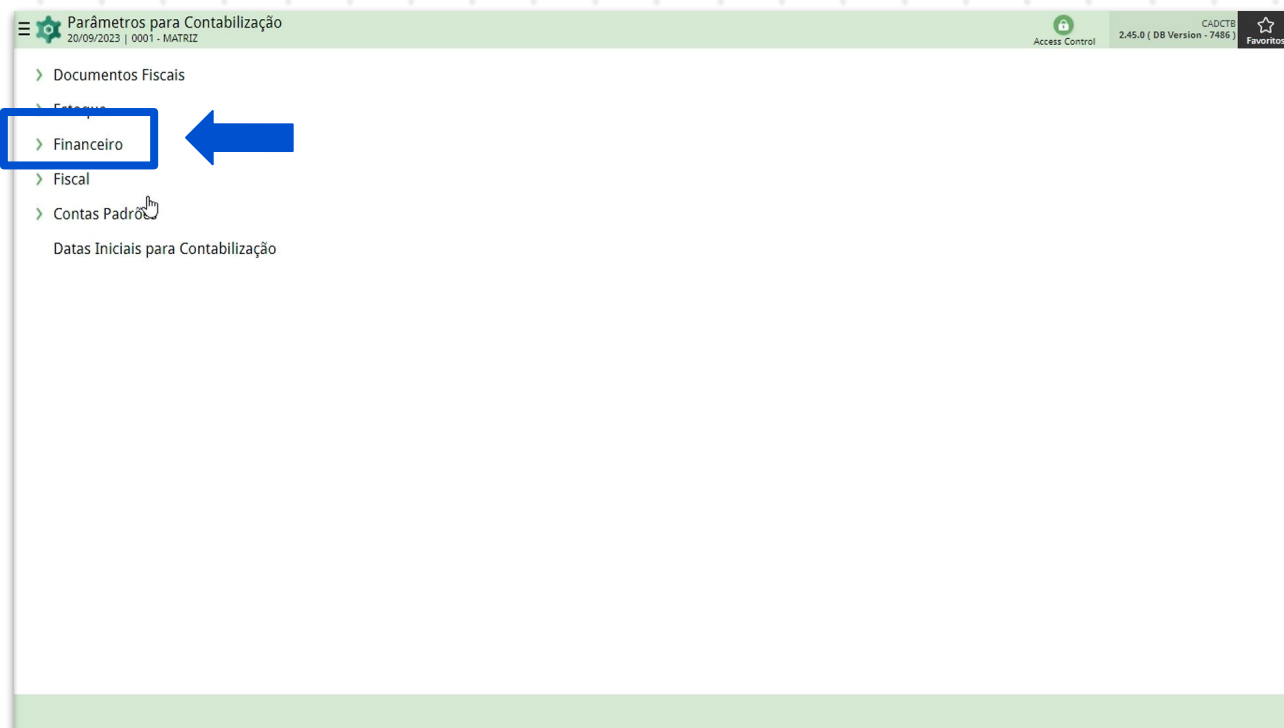 Parâmetros para Contabilização
20/09/2023 | 0001 - MATRIZ
Access Control
CADCTB
2.45.0 ( DB Version - 7486 )
Favoritos
Documentos Fiscais
Financeiro
Fiscal
Contas
Datas Iniciais para Contabilização